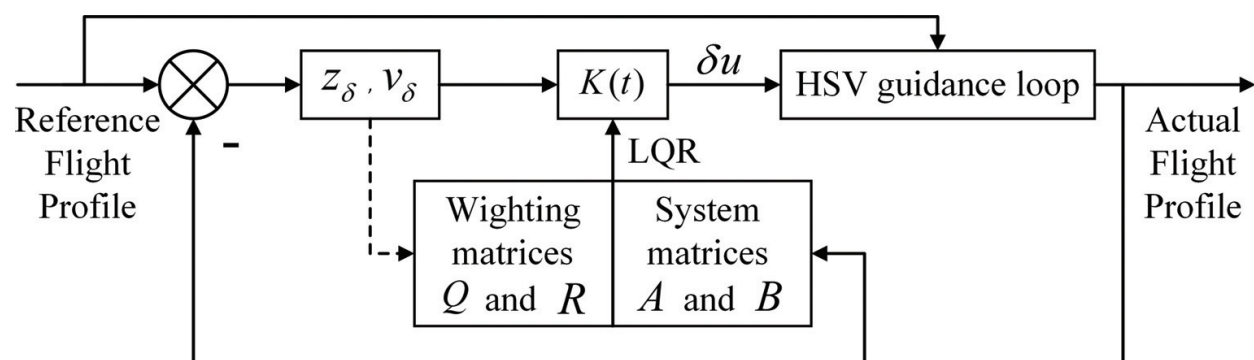 z_δ , v_δ
K(t)
δu
HSV guidance loop
Reference
Flight
Profile
-
LQR
Actual
Flight
Profile
Wighting
matrices
Q and R
System
matrices
A and B